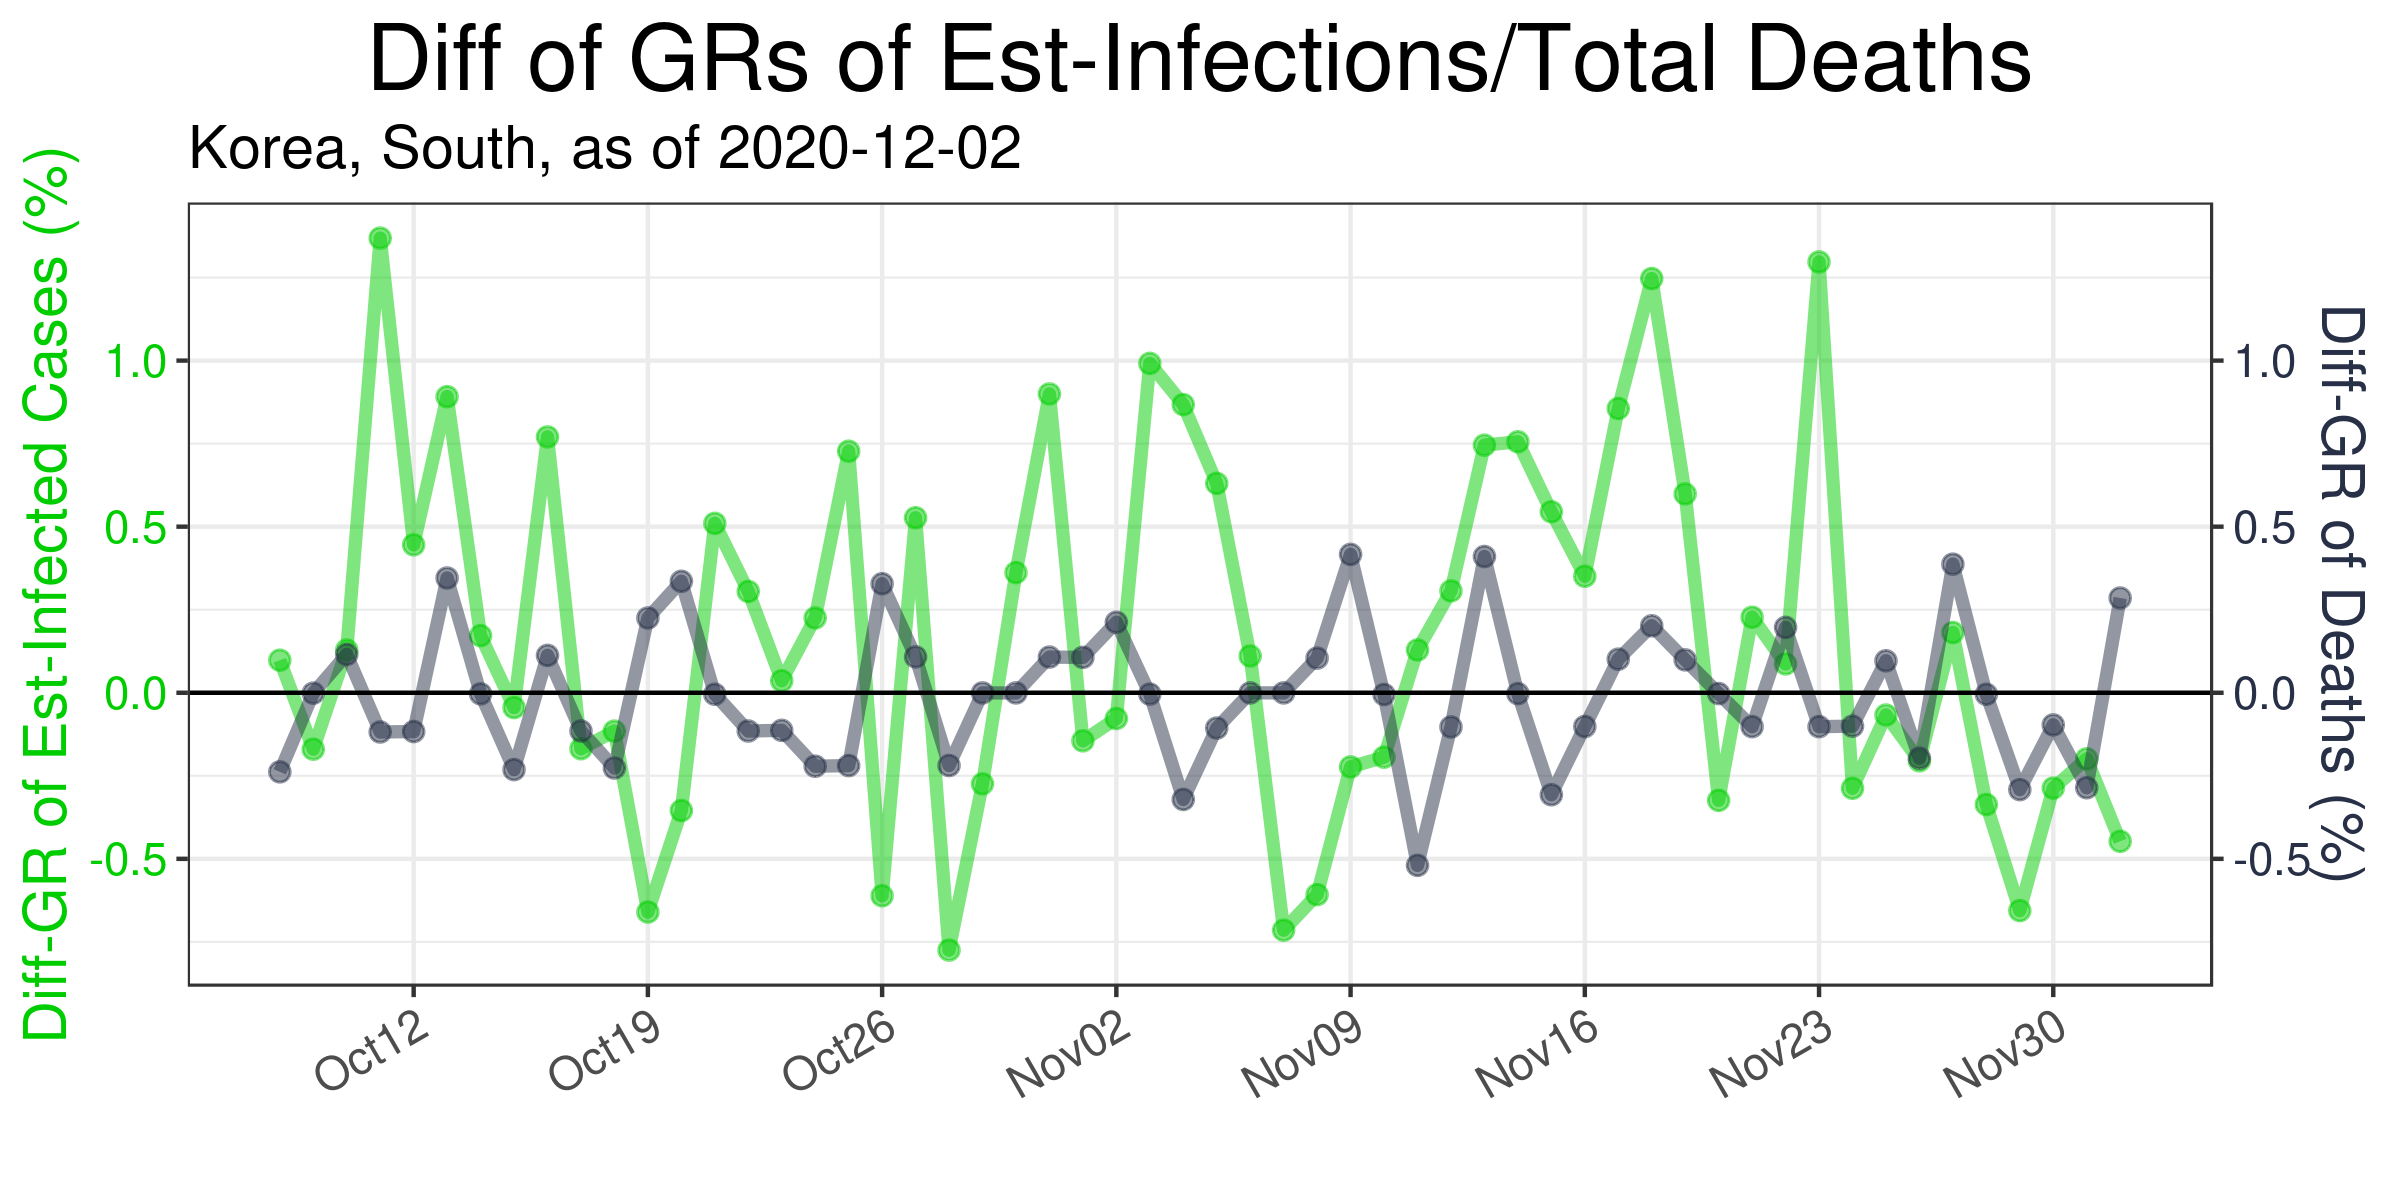 Diff of GRs of Est-Infections/Total Deaths
Korea, South, as of 2020-12-02
Diff-GR of Est-Infected Cases (%)
1.0
0.5
0.0
-0.5
1.0
0.5
0.0
-0.5
Diff-GR of Deaths (%)
Oct12
Oct19
Oct26
Nov02
Nov09
Nov16
Nov23
Nov30